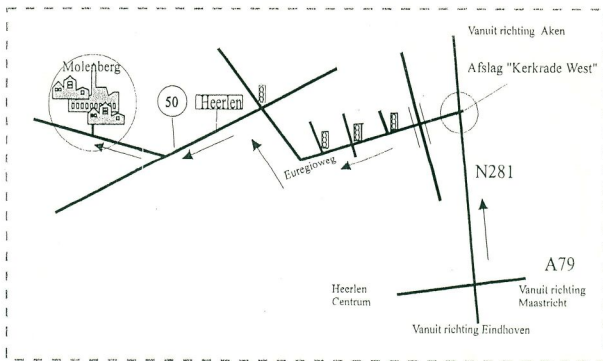 Vanuit richting Aken
Molenberg
Afslag "Kerkrade West"
50
Heerlen
Euregioweg
N281
A79
Heerlen
Centrum
Vanuit richting
Maastricht
Vanuit richting Eindhoven